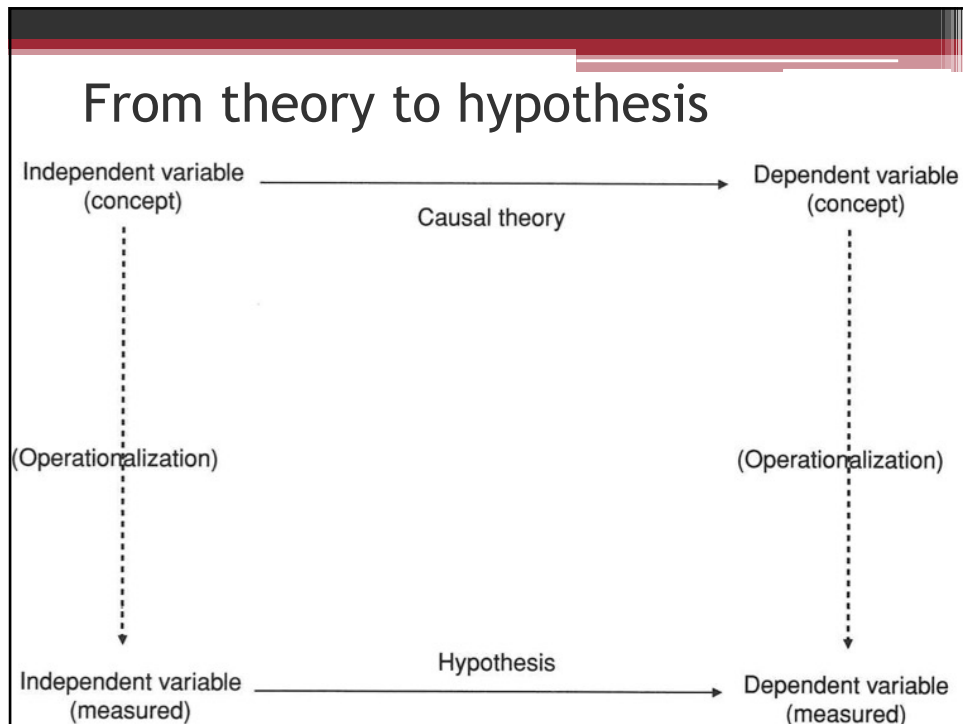 From theory to hypothesis
Independent variable
(concept)
Causal theory
Dependent variable
(concept)
(Operationalization)
(Operationalization)
Independent variable
(measured)
Hypothesis
Dependent variable
(measured)